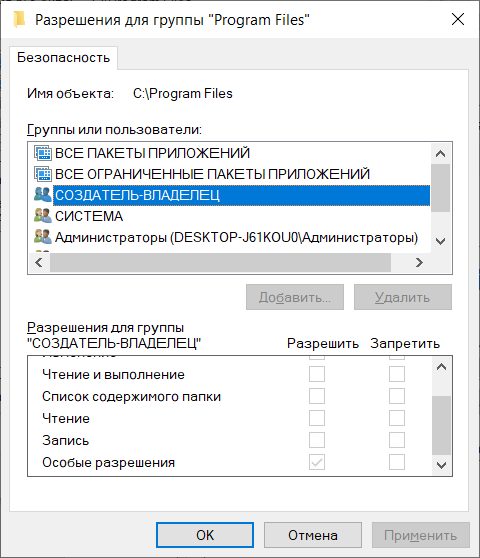 Разрешения для группы "Program Files"
Безопасность
Имя объекта: C:\Program Files
Группы или пользователи:
ВСЕ ПАКЕТЫ ПРИЛОЖЕНИЙ
ВСЕ ОГРАНИЧЕННЫЕ ПАКЕТЫ ПРИЛОЖЕНИЙ
СОЗДАТЕЛЬ-ВЛАДЕЛЕЦ
СИСТЕМА
Администраторы (DESKTOP-J61KOU0\Администраторы)
Добавить... Удалить
Разрешения для группы
"СОЗДАТЕЛЬ-ВЛАДЕЛЕЦ" Разрешить Запретить
Чтение и выполнение
Список содержимого папки
Чтение
Запись
Особые разрешения
ОК Отмена Применить